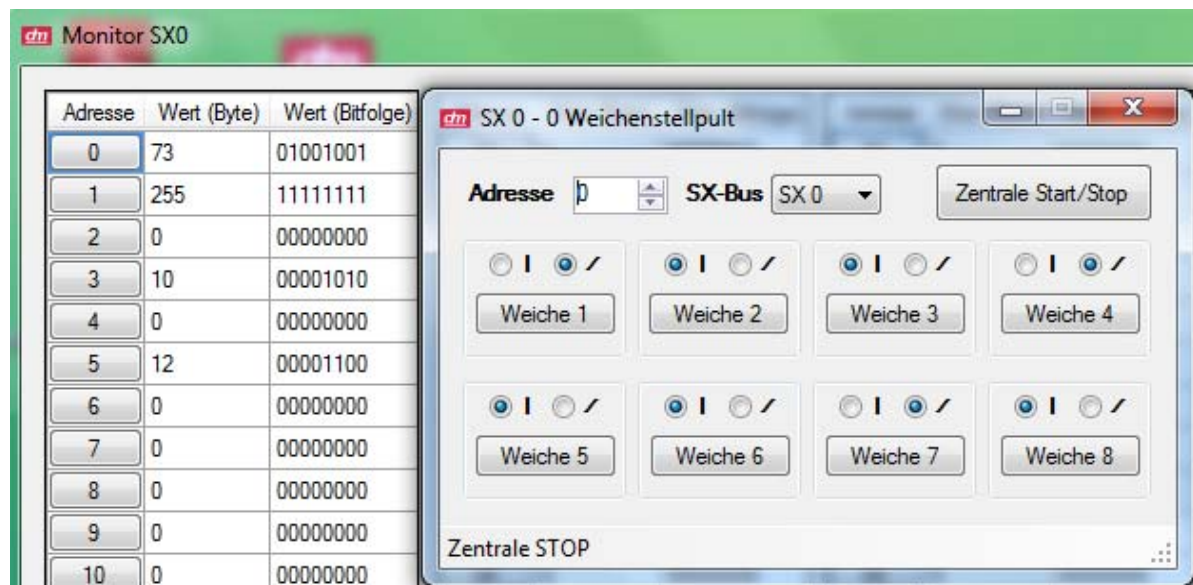 dm Monitor SX0
Adresse Wert (Byte) Wert (Bitfolge)
0 73 01001001
1 255 11111111
2 0 00000000
3 10 00001010
4 0 00000000
5 12 00001100
6 0 00000000
7 0 00000000
8 0 00000000
9 0 00000000
10 0 00000000
dm SX 0 - 0 Weichenstellpult
Adresse 0 SX-Bus SX 0 Zentrale Start/Stop
I / I / I / I /
Weiche 1 Weiche 2 Weiche 3 Weiche 4
I / I / I / I /
Weiche 5 Weiche 6 Weiche 7 Weiche 8
Zentrale STOP